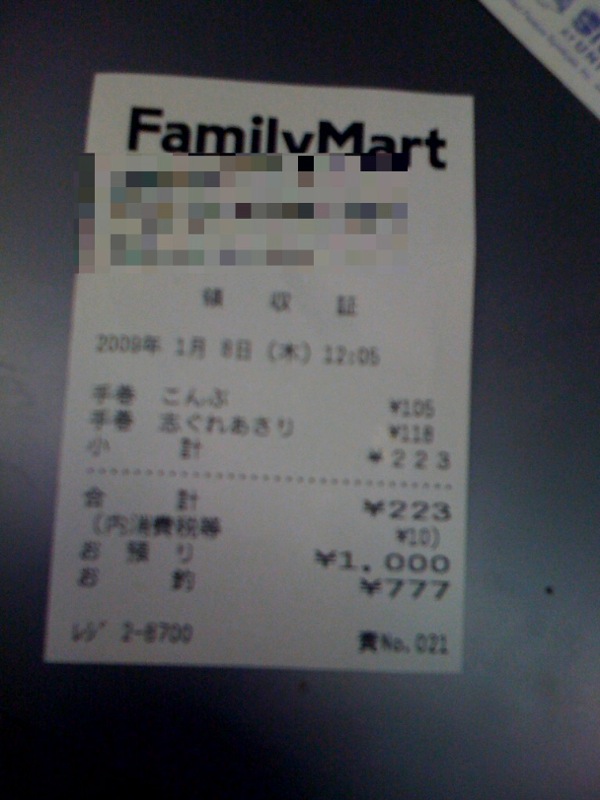 FamilyMart
領 収 証
2009年 1月 8日 (木) 12:05
手巻 こんぶ ¥105
手巻 志ぐれあさり ¥118
小 計 ¥223
合 計 ¥223
(内消費税等 ¥10)
お 預 り ¥1,000
お 釣 ¥777
ﾚｼﾞ 2-8700 責No.021